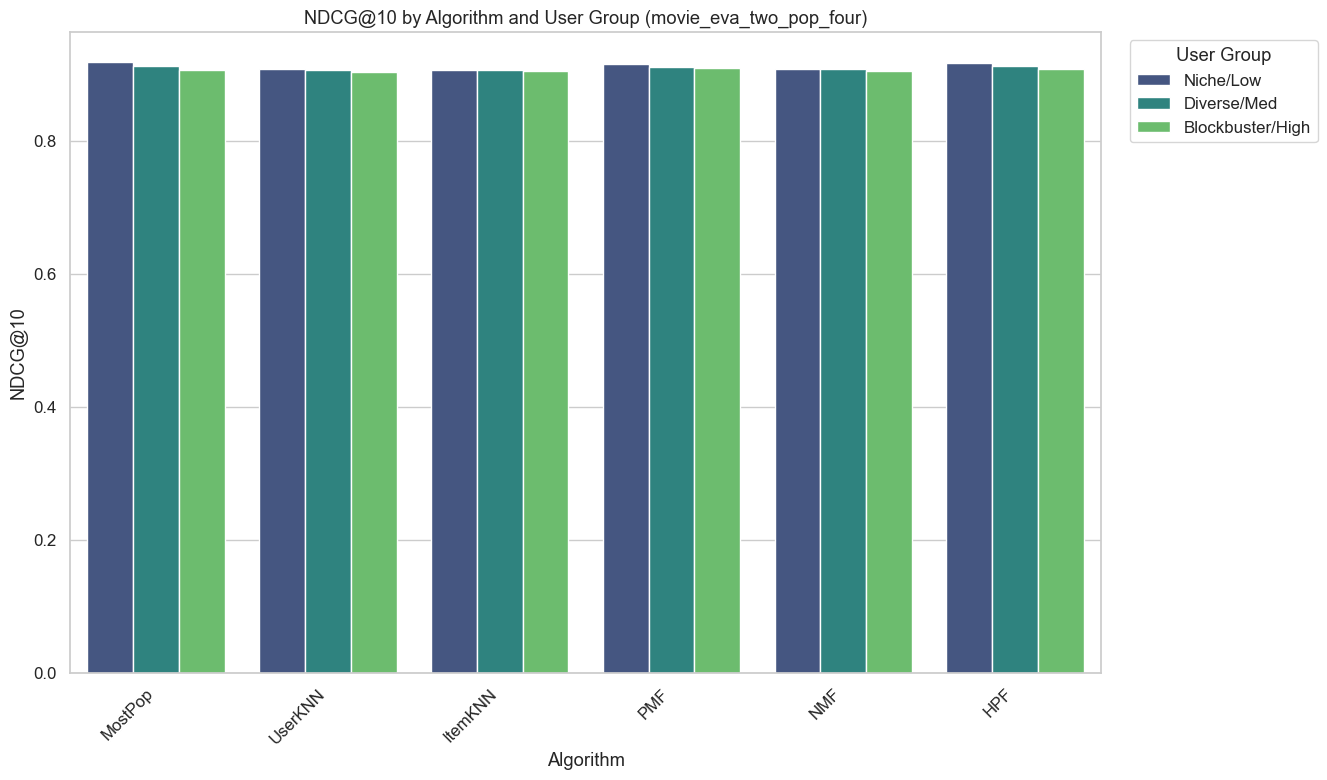 NDCG@10 by Algorithm and User Group (movie_eva_two_pop_four)
User Group
Niche/Low
Diverse/Med
Blockbuster/High
NDCG@10
0.8
0.6
0.4
0.2
0.0
MostPop
UserKNN
ItemKNN
PMF
NMF
HPF
Algorithm